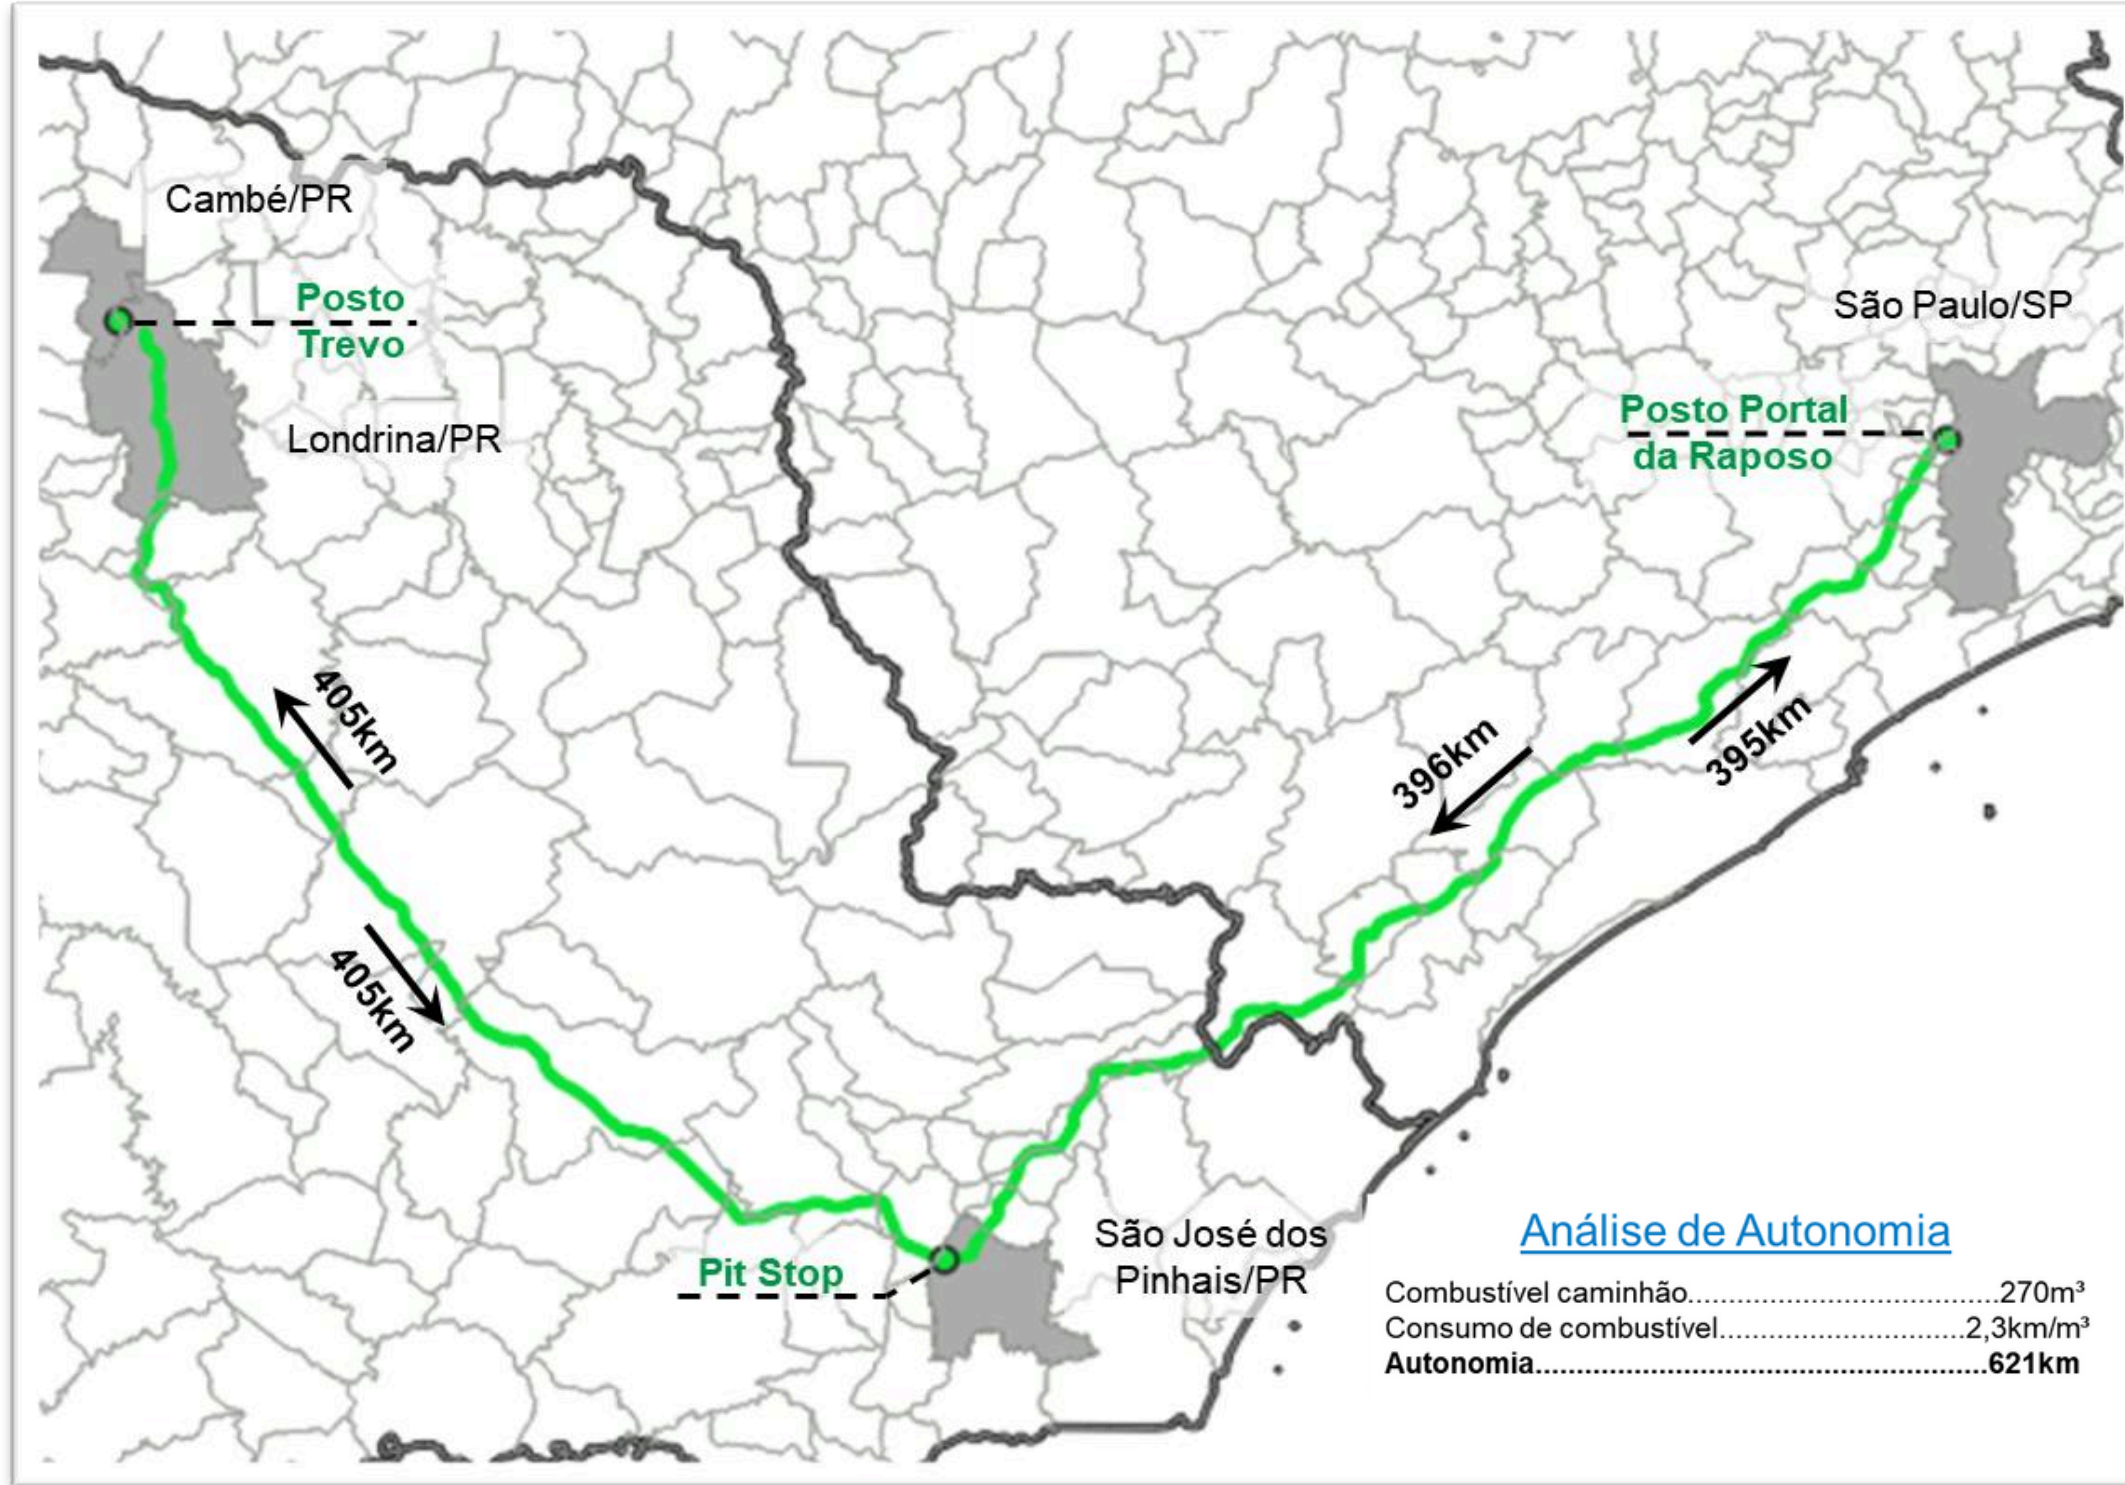 Cambé/PR
Posto
Trevo
Londrina/PR
São Paulo/SP
Posto Portal
da Raposo
405km
405km
396km
395km
Pit Stop
São José dos
Pinhais/PR
Análise de Autonomia
Combustível caminhão.......................................270m³
Consumo de combustível...............................2,3km/m³
Autonomia.........................................................621km